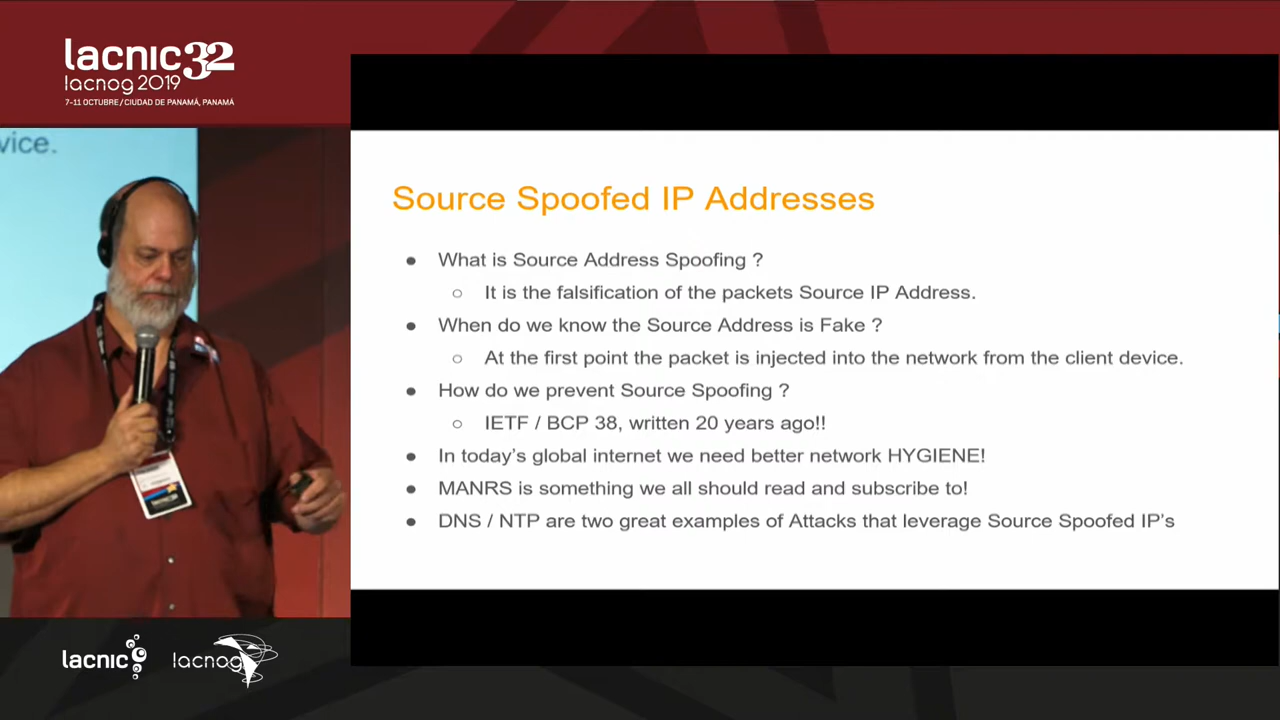 lacnic32
lacnog 2019
7-11 OCTUBRE / CIUDAD DE PANAMÁ, PANAMÁ
vice.
Source Spoofed IP Addresses
● What is Source Address Spoofing ?
○ It is the falsification of the packets Source IP Address.
● When do we know the Source Address is Fake ?
○ At the first point the packet is injected into the network from the client device.
● How do we prevent Source Spoofing ?
○ IETF / BCP 38, written 20 years ago!!
● In today's global internet we need better network HYGIENE!
● MANRS is something we all should read and subscribe to!
● DNS / NTP are two great examples of Attacks that leverage Source Spoofed IP's
lacnic
lacnog